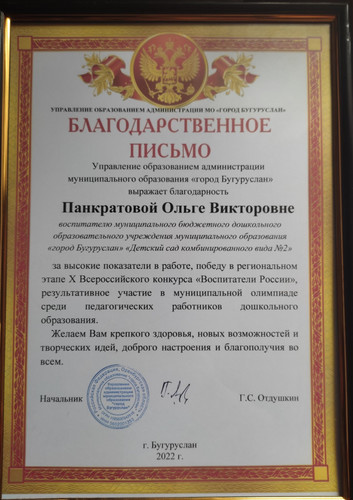 УПРАВЛЕНИЕ ОБРАЗОВАНИЕМ АДМИНИСТРАЦИИ МО «ГОРОД БУГУРУСЛАН»
БЛАГОДАРСТВЕННОЕ
ПИСЬМО
Управление образованием администрации
муниципального образования «город Бугуруслан»
выражает благодарность
Панкратовой Ольге Викторовне
воспитателю муниципального бюджетного дошкольного
образовательного учреждения муниципального образования
«город Бугуруслан» «Детский сад комбинированного вида №2»
за высокие показатели в работе, победу в региональном
этапе X Всероссийского конкурса «Воспитатели России»,
результативное участие в муниципальной олимпиаде
среди педагогических работников дошкольного
образования.
Желаем Вам крепкого здоровья, новых возможностей и
творческих идей, доброго настроения и благополучия во
всем.
Начальник
Г.С. Отдушкин
г. Бугуруслан
2022 г.